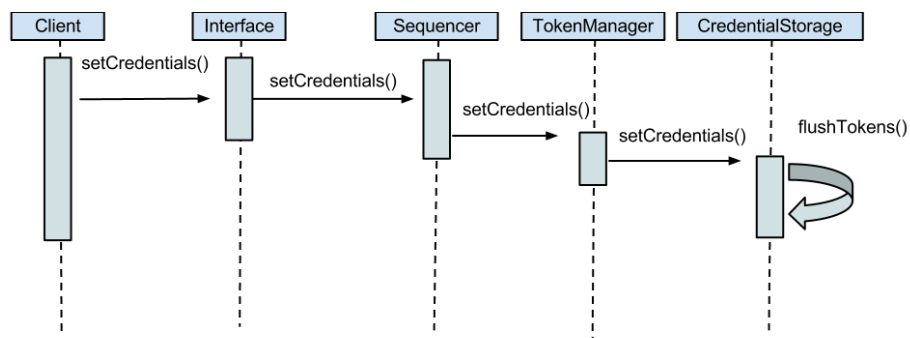 Client
Interface
Sequencer
TokenManager
CredentialStorage
setCredentials()
setCredentials()
setCredentials()
setCredentials()
flushTokens()